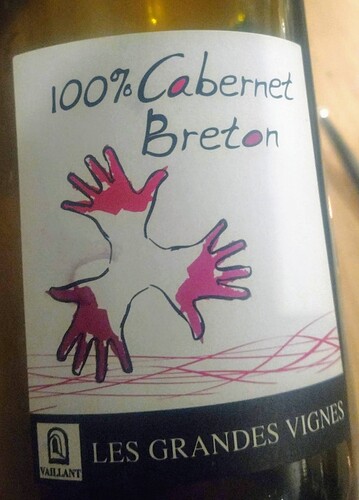 100% Cabernet
Breton
VAILLANT
LES GRANDES VIGNES